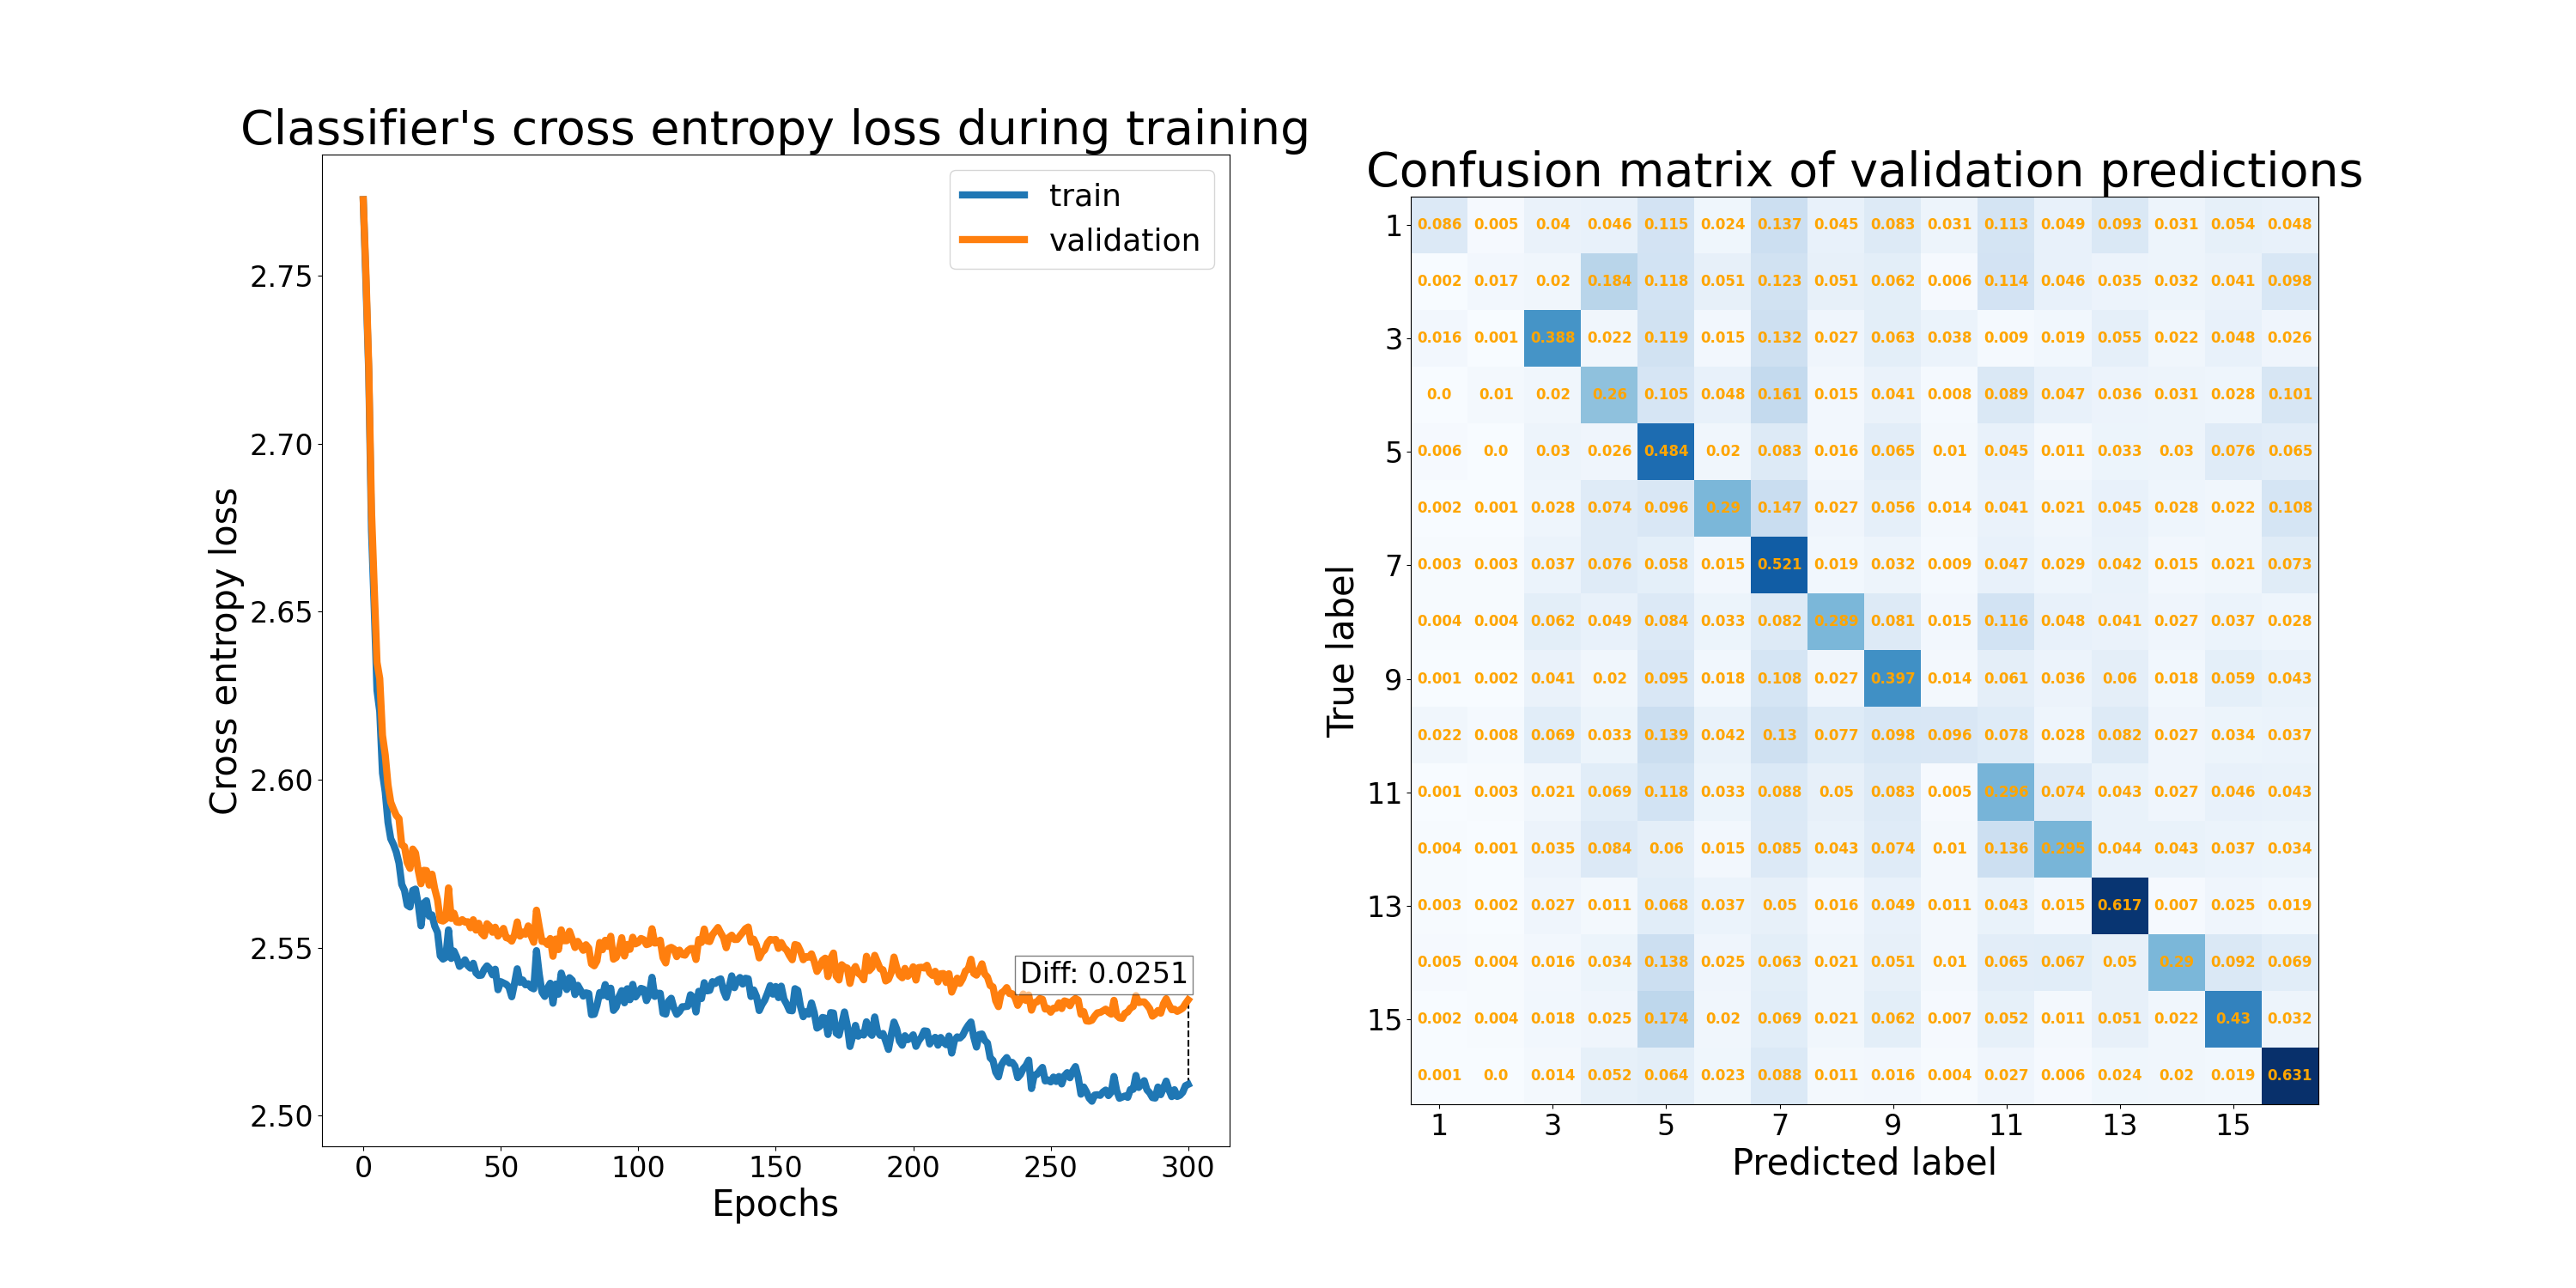 Classifier's cross entropy loss during training
train
validation
2.75
2.70
2.65
2.60
2.55
2.50
Cross entropy loss
Diff: 0.0251
0 50 100 150 200 250 300
Epochs
Confusion matrix of validation predictions
True label
1 0.086 0.005 0.04 0.046 0.115 0.024 0.137 0.045 0.083 0.031 0.113 0.049 0.093 0.031 0.054 0.048
0.002 0.017 0.02 0.184 0.118 0.051 0.123 0.051 0.062 0.006 0.114 0.046 0.035 0.032 0.041 0.098
3 0.016 0.001 0.388 0.022 0.119 0.015 0.132 0.027 0.063 0.038 0.009 0.019 0.055 0.022 0.048 0.026
0.0 0.01 0.02 0.26 0.105 0.048 0.161 0.015 0.041 0.008 0.089 0.047 0.036 0.031 0.028 0.101
5 0.006 0.0 0.03 0.026 0.484 0.02 0.083 0.016 0.065 0.01 0.045 0.011 0.033 0.03 0.076 0.065
0.002 0.001 0.028 0.074 0.096 0.29 0.147 0.027 0.056 0.014 0.041 0.021 0.045 0.028 0.022 0.108
7 0.003 0.003 0.037 0.076 0.058 0.015 0.521 0.019 0.032 0.009 0.047 0.029 0.042 0.015 0.021 0.073
0.004 0.004 0.062 0.049 0.084 0.033 0.082 0.289 0.081 0.015 0.116 0.048 0.041 0.027 0.037 0.028
9 0.001 0.002 0.041 0.02 0.095 0.018 0.108 0.027 0.397 0.014 0.061 0.036 0.06 0.018 0.059 0.043
0.022 0.008 0.069 0.033 0.139 0.042 0.13 0.077 0.098 0.096 0.078 0.028 0.082 0.027 0.034 0.037
11 0.001 0.003 0.021 0.069 0.118 0.033 0.088 0.05 0.083 0.005 0.296 0.074 0.043 0.027 0.046 0.043
0.004 0.001 0.035 0.084 0.06 0.015 0.085 0.043 0.074 0.01 0.136 0.295 0.044 0.043 0.037 0.034
13 0.003 0.002 0.027 0.011 0.068 0.037 0.05 0.016 0.049 0.011 0.043 0.015 0.617 0.007 0.025 0.019
0.005 0.004 0.016 0.034 0.138 0.025 0.063 0.021 0.051 0.01 0.065 0.067 0.05 0.29 0.092 0.069
15 0.002 0.004 0.018 0.025 0.174 0.02 0.069 0.021 0.062 0.007 0.052 0.011 0.051 0.022 0.43 0.032
0.001 0.0 0.014 0.052 0.064 0.023 0.088 0.011 0.016 0.004 0.027 0.006 0.024 0.02 0.019 0.631
1 3 5 7 9 11 13 15
Predicted label